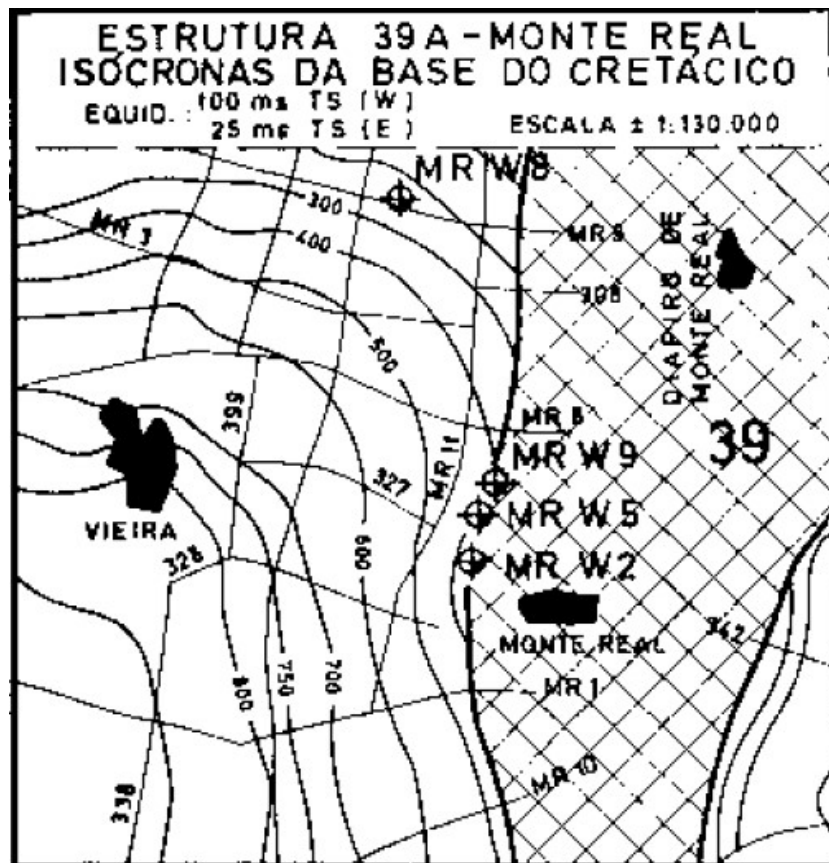 ESTRUTURA 39A - MONTE REAL
ISÓCRONAS DA BASE DO CRETÁCICO
EQUID. : 100 ms TS (W)
25 ms TS (E)
ESCALA ± 1:130.000
MR W8
300
MR 3
400
MR 9
DIAPIRO DE
MONTE REAL
500
MR 8
39
MR W9
MR 11
327
MR W5
VIEIRA
328
600
MR W2
MONTE REAL
342
800
750
700
MR 1
MR 10
338